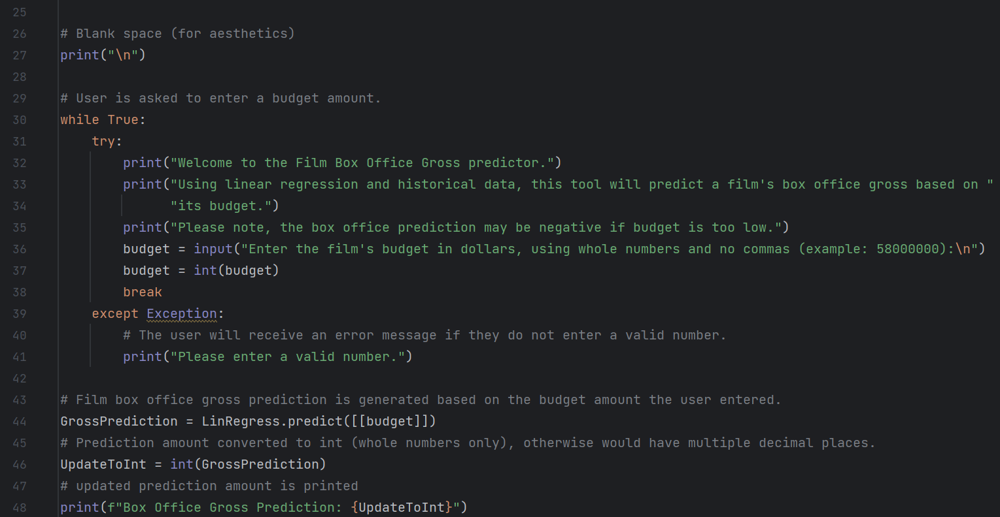 25
26 # Blank space (for aesthetics)
27 print("\n")
28
29 # User is asked to enter a budget amount.
30 while True:
31     try:
32         print("Welcome to the Film Box Office Gross predictor.")
33         print("Using linear regression and historical data, this tool will predict a film's box office gross based on "
34               "its budget.")
35         print("Please note, the box office prediction may be negative if budget is too low.")
36         budget = input("Enter the film's budget in dollars, using whole numbers and no commas (example: 58000000):\n")
37         budget = int(budget)
38         break
39     except Exception:
40         # The user will receive an error message if they do not enter a valid number.
41         print("Please enter a valid number.")
42
43 # Film box office gross prediction is generated based on the budget amount the user entered.
44 GrossPrediction = LinRegress.predict([[budget]])
45 # Prediction amount converted to int (whole numbers only), otherwise would have multiple decimal places.
46 UpdateToInt = int(GrossPrediction)
47 # updated prediction amount is printed
48 print(f"Box Office Gross Prediction: {UpdateToInt}")